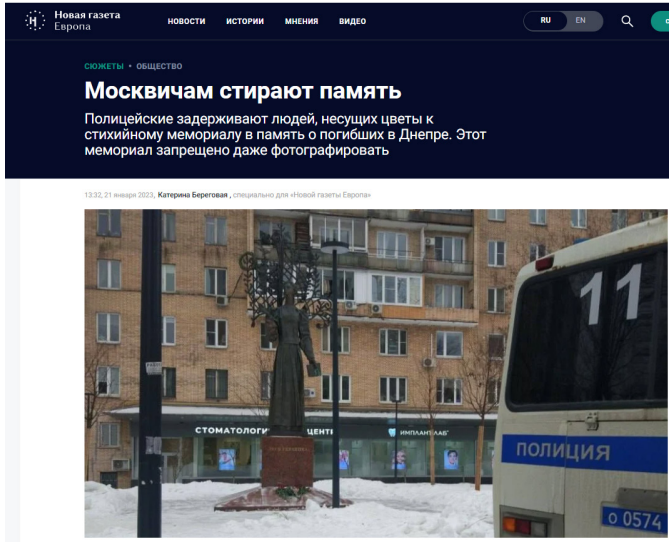 Новая газета
Европа
НОВОСТИ
ИСТОРИИ
МНЕНИЯ
ВИДЕО
RU
EN
СЮЖЕТЫ • ОБЩЕСТВО
Москвичам стирают память
Полицейские задерживают людей, несущих цветы к
стихийному мемориалу в память о погибших в Днепре. Этот
мемориал запрещено даже фотографировать
13:32, 21 января 2023, Катерина Береговая, специально для «Новой газеты Европа»
11
СТОМАТОЛОГИ
ЦЕНТР
ИМПЛАНТЛАБ
ПОЛИЦИЯ
о 0574